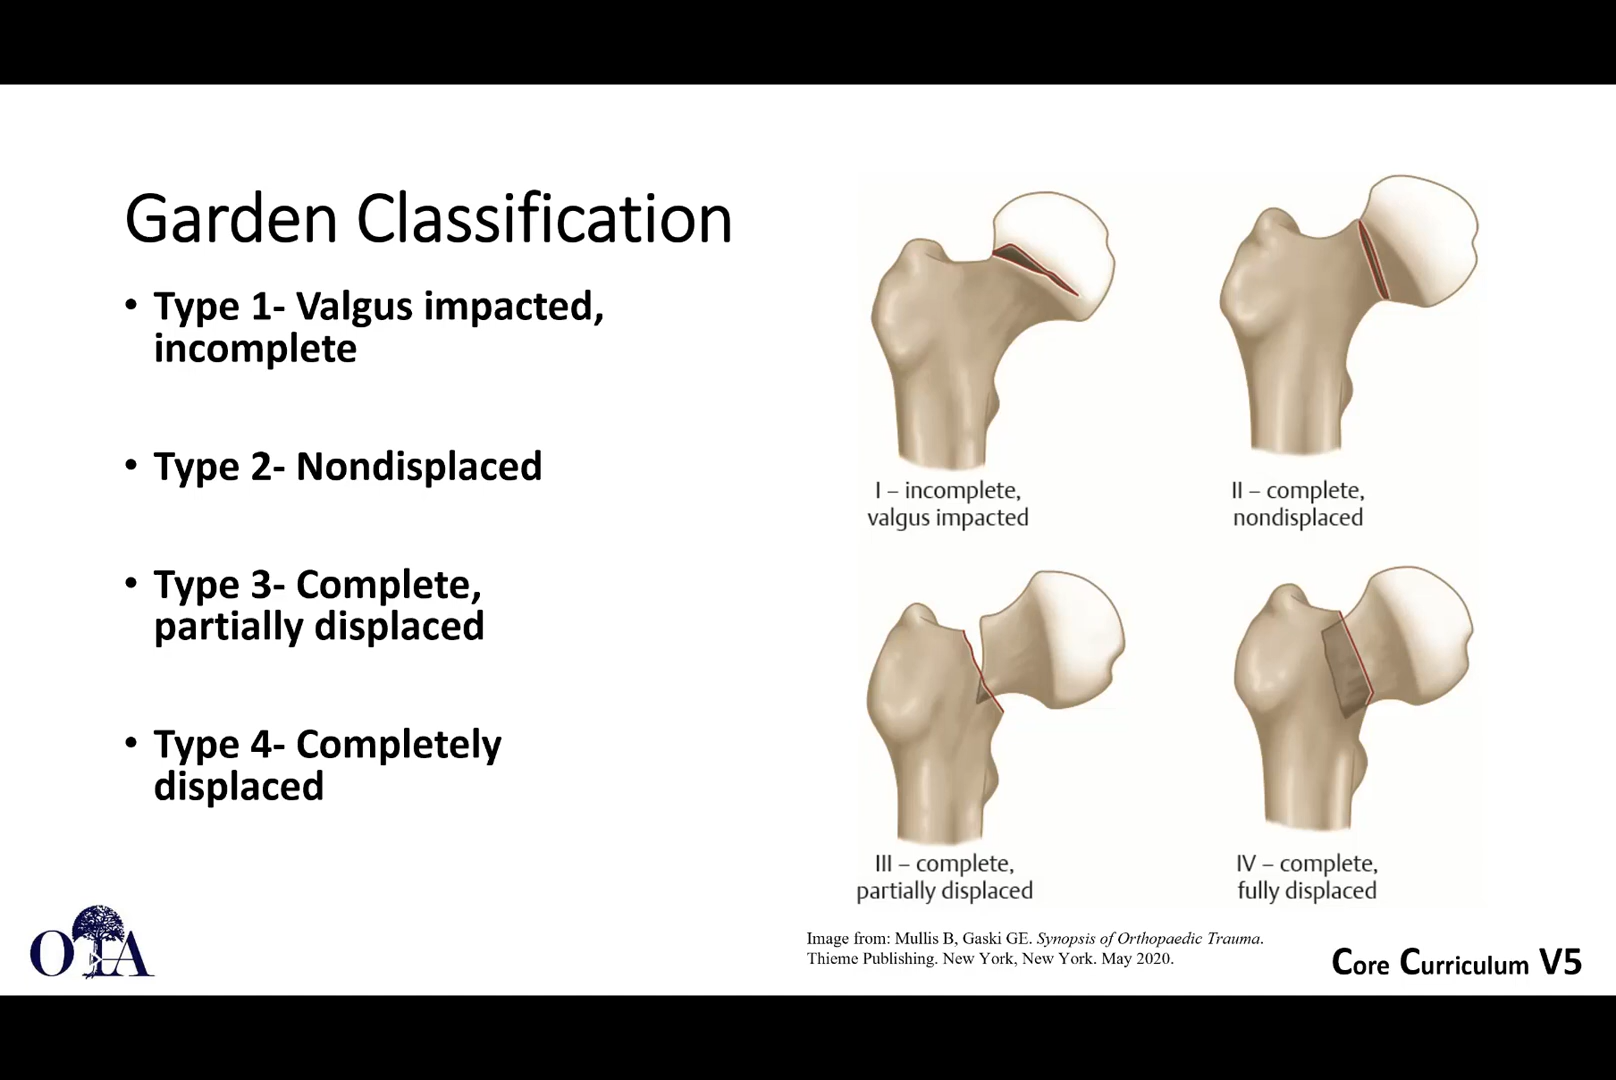 Garden Classification
• Type 1- Valgus impacted,
incomplete
• Type 2- Nondisplaced
• Type 3- Complete,
partially displaced
• Type 4- Completely
displaced
I – incomplete,
valgus impacted
II – complete,
nondisplaced
III – complete,
partially displaced
IV – complete,
fully displaced
OTA
Image from: Mullis B, Gaski GE. Synopsis of Orthopaedic Trauma.
Thieme Publishing. New York, New York. May 2020.
Core Curriculum V5